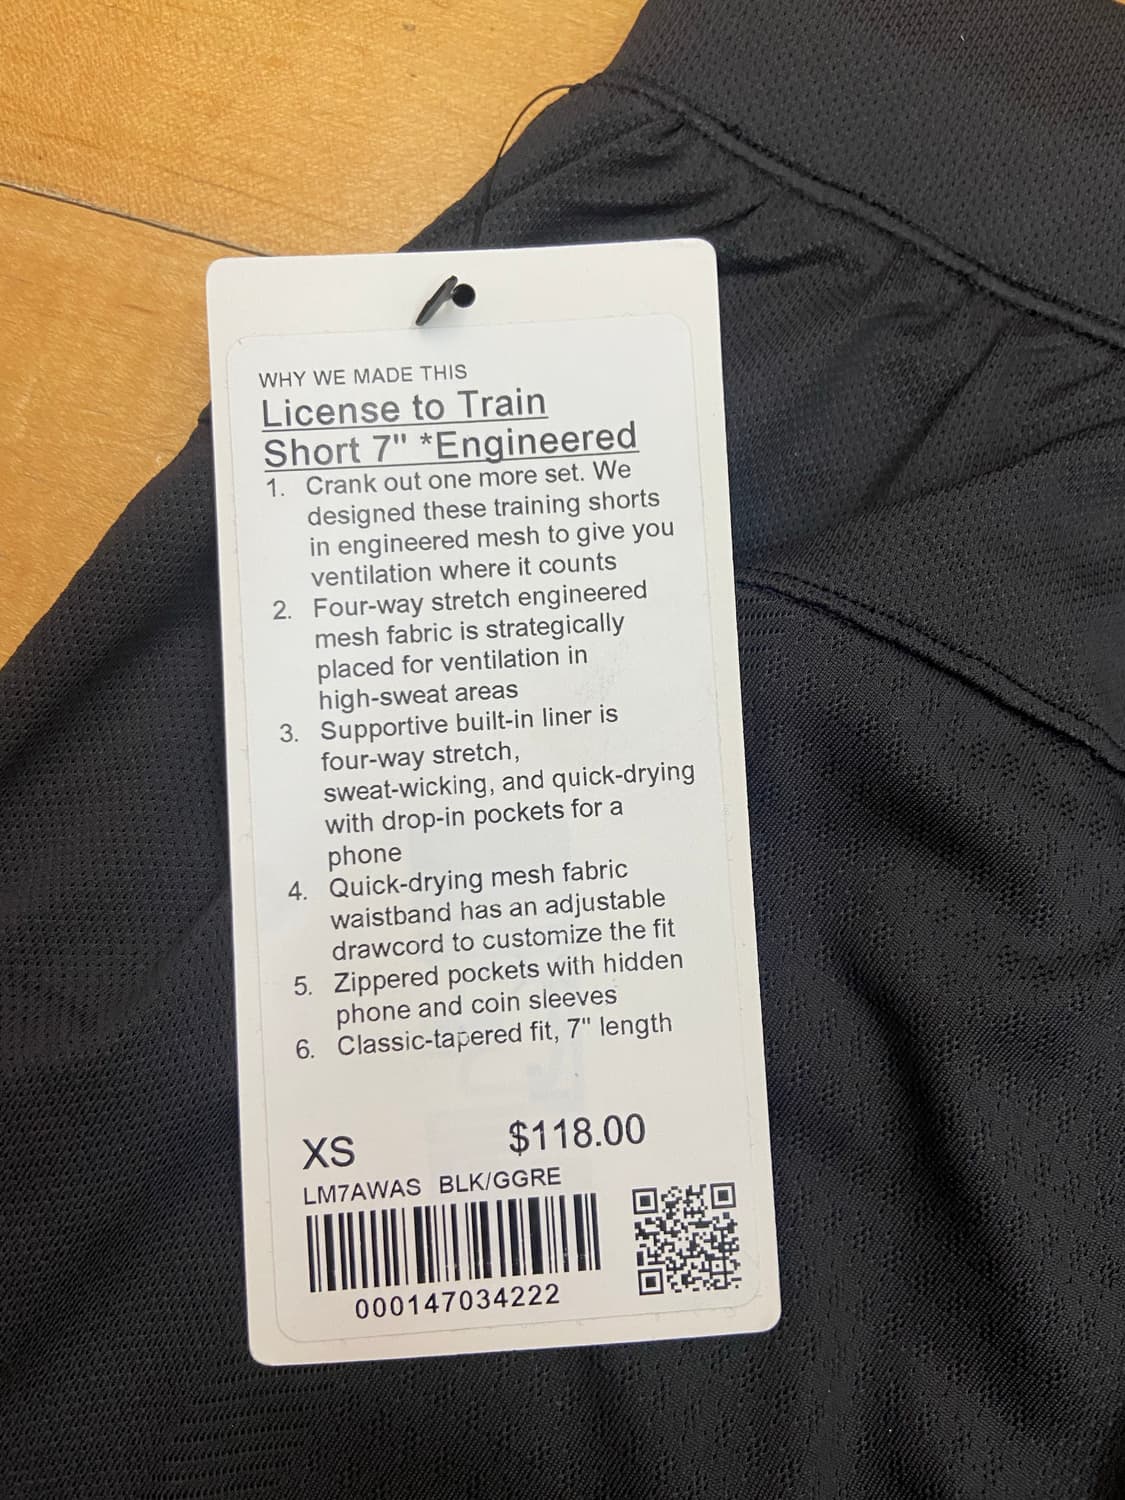 WHY WE MADE THIS
License to Train
Short 7" *Engineered
1. Crank out one more set. We
designed these training shorts
in engineered mesh to give you
ventilation where it counts
2. Four-way stretch engineered
mesh fabric is strategically
placed for ventilation in
high-sweat areas
3. Supportive built-in liner is
four-way stretch,
sweat-wicking, and quick-drying
with drop-in pockets for a
phone
4. Quick-drying mesh fabric
waistband has an adjustable
drawcord to customize the fit
5. Zippered pockets with hidden
phone and coin sleeves
6. Classic-tapered fit, 7" length
XS $118.00
LM7AWAS BLK/GGRE
000147034222